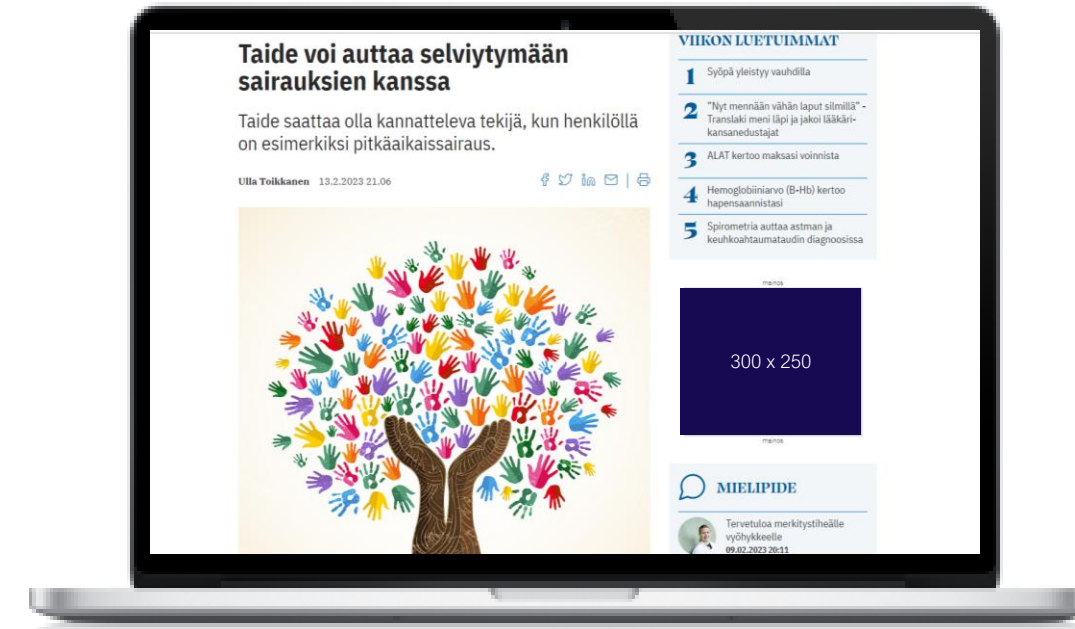 Taide voi auttaa selviytymään
sairauksien kanssa
Taide saattaa olla kannatteleva tekijä, kun henkilöllä
on esimerkiksi pitkäaikaissairaus.
Ulla Toikkanen 13.2.2023 21.06
VIIKON LUETUIMMAT
1 Syöpä yleistyy vauhdilla
2 "Nyt mennään vähän laput silmillä" -
Translaki meni läpi ja jakoi lääkäri-
kansanedustajat
3 ALAT kertoo maksasi voinnista
4 Hemoglobiiniarvo (B-Hb) kertoo
hapensaannistasi
5 Spirometria auttaa astman ja
keuhkoahtaumataudin diagnoosissa
mainos
300 x 250
mainos
MIELIPIDE
Tervetuloa merkitystiheälle
vyöhykkeelle
09.02.2023 20:11